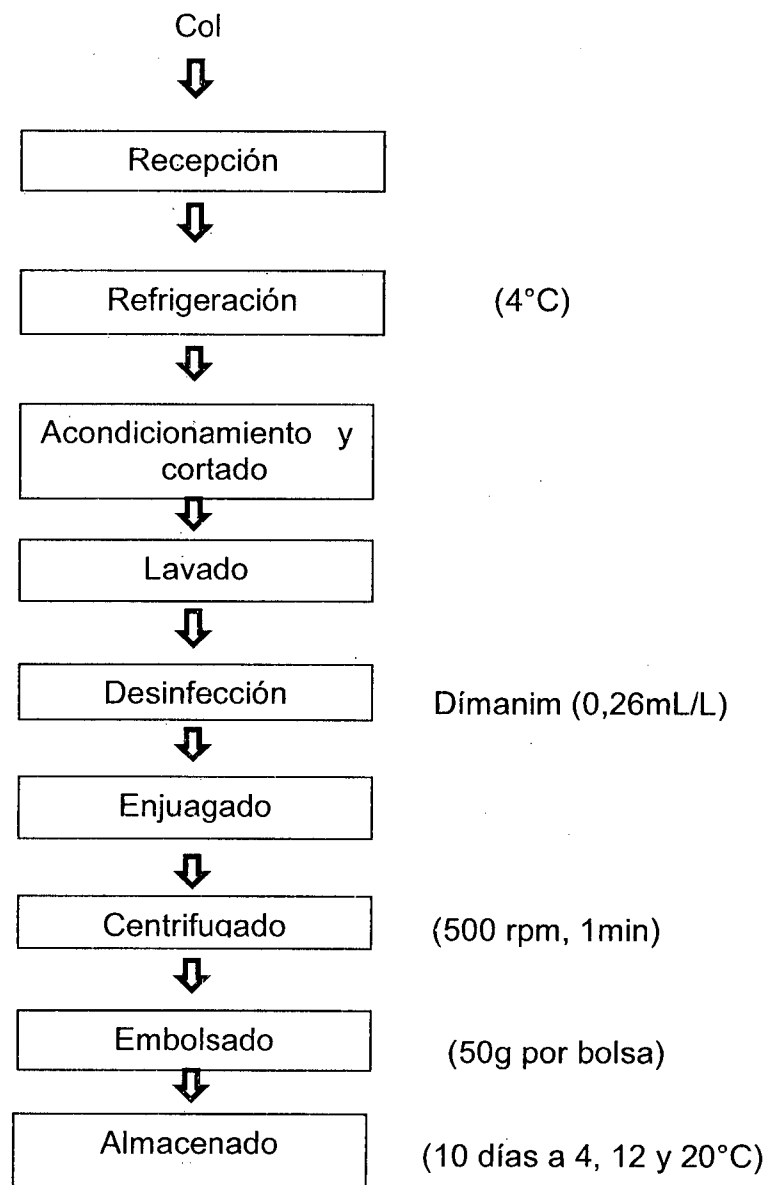 Col
Recepción
Refrigeración (4°C)
Acondicionamiento y
cortado
Lavado
Desinfección Dímanim (0,26mL/L)
Enjuagado
Centrifugado (500 rpm, 1min)
Embolsado (50g por bolsa)
Almacenado (10 días a 4, 12 y 20°C)